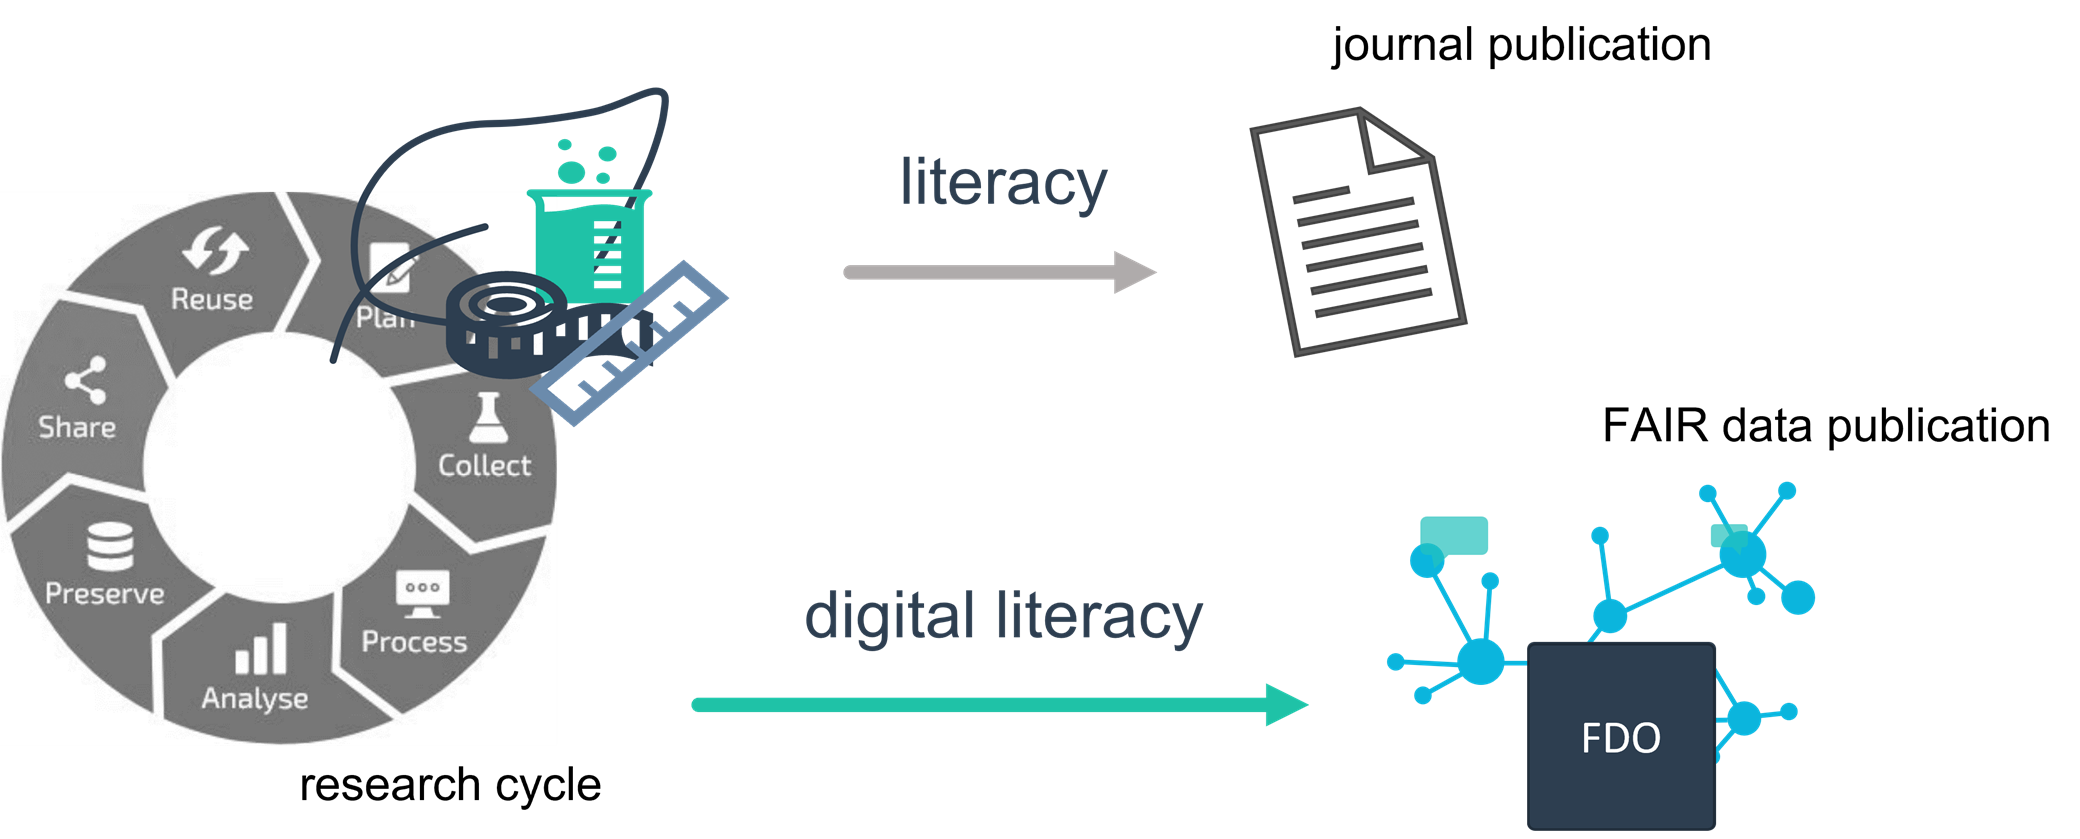 journal publication
literacy
Reuse
Plan
Share
Collect
FAIR data publication
Preserve
Process
Analyse
digital literacy
FDO
research cycle